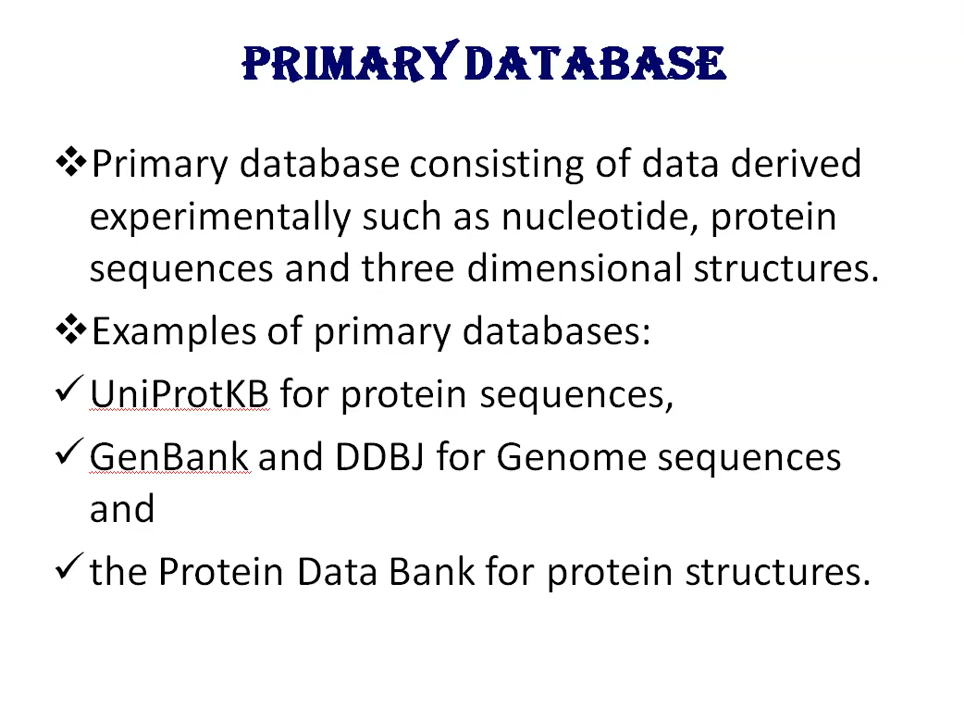 PRIMARY DATABASE
❖Primary database consisting of data derived
experimentally such as nucleotide, protein
sequences and three dimensional structures.
❖Examples of primary databases:
✓UniProtKB for protein sequences,
✓GenBank and DDBJ for Genome sequences
and
✓the Protein Data Bank for protein structures.